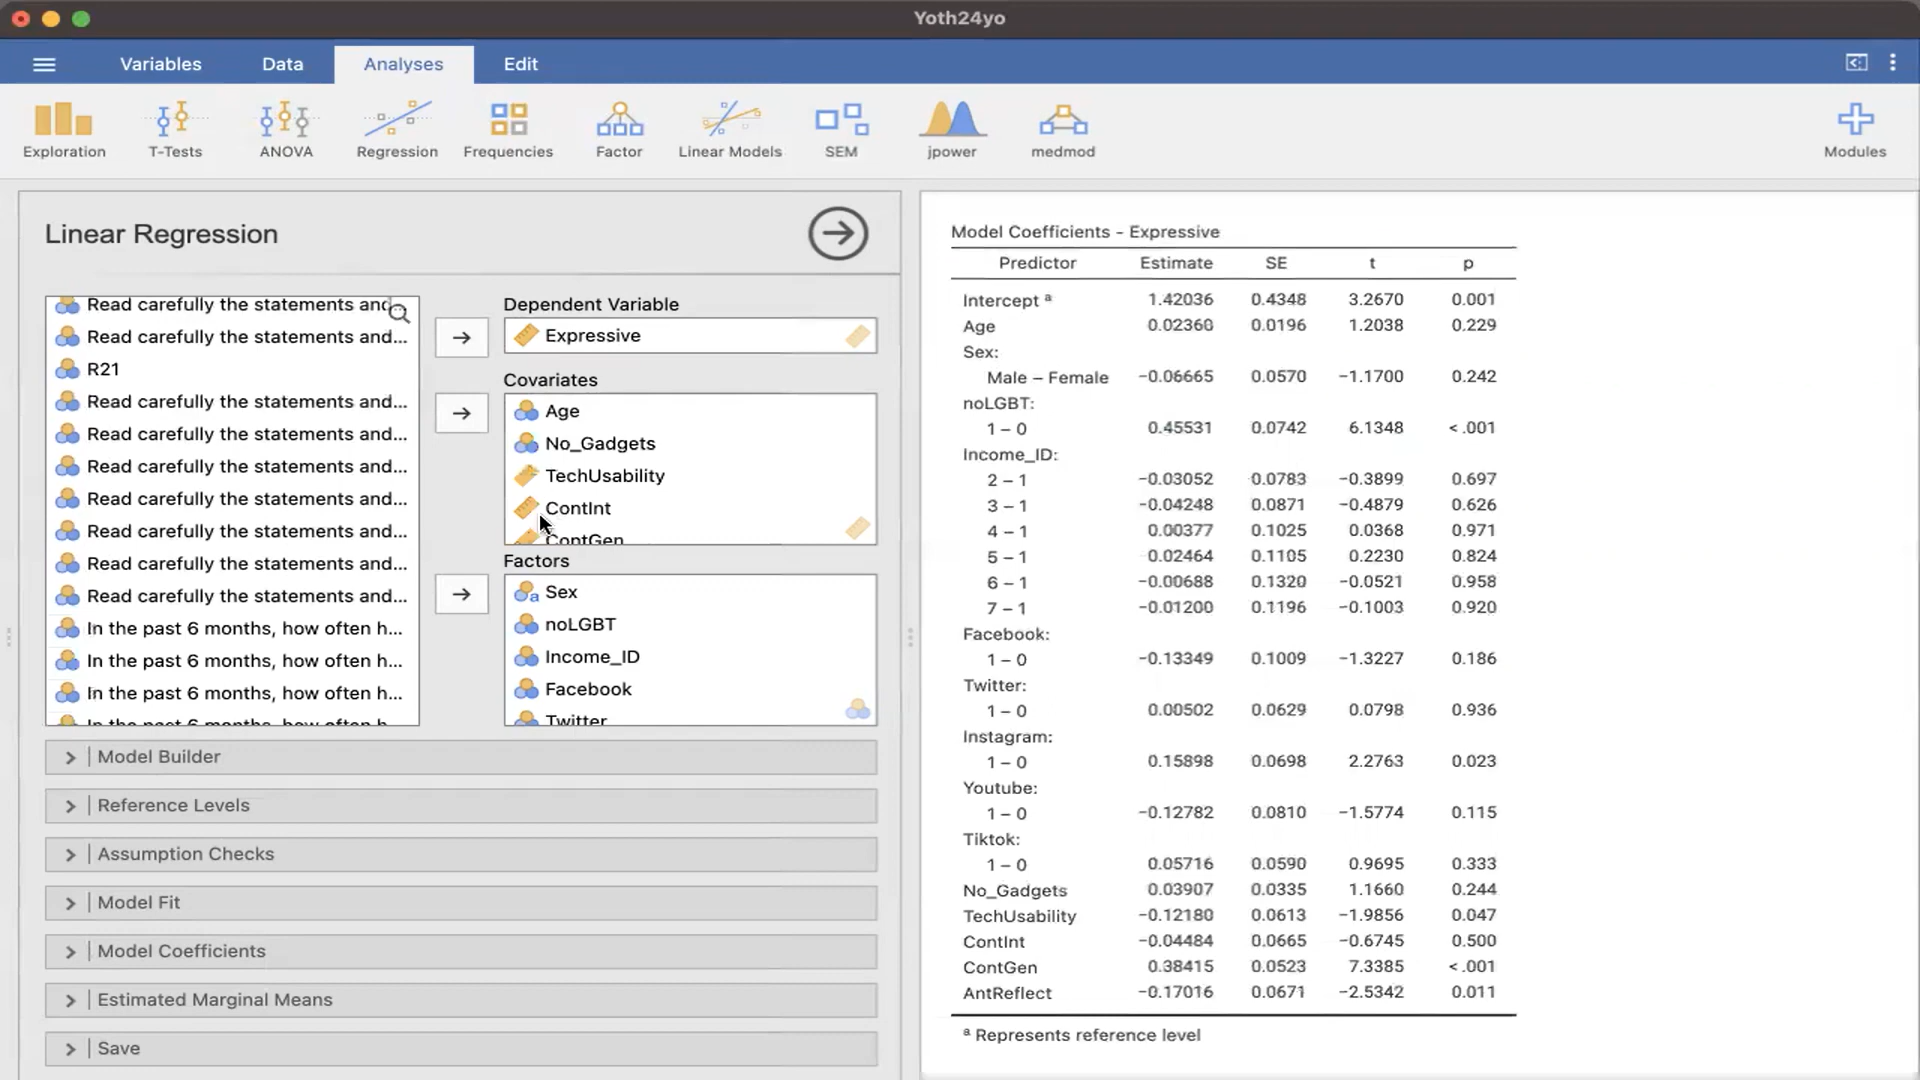 Yoth24yo
Variables Data Analyses Edit
Exploration T-Tests ANOVA Regression Frequencies Factor Linear Models SEM jpower medmod Modules
Linear Regression
Read carefully the statements and
Read carefully the statements and...
R21
Read carefully the statements and...
Read carefully the statements and...
Read carefully the statements and...
Read carefully the statements and...
Read carefully the statements and...
Read carefully the statements and...
Read carefully the statements and...
In the past 6 months, how often h...
In the past 6 months, how often h...
In the past 6 months, how often h...
In the past 6 months, how often h...
Dependent Variable
Expressive
Covariates
Age
No_Gadgets
TechUsability
ContInt
ContGen
Factors
Sex
noLGBT
Income_ID
Facebook
Twitter
Model Builder
Reference Levels
Assumption Checks
Model Fit
Model Coefficients
Estimated Marginal Means
Save
Model Coefficients - Expressive
Predictor Estimate SE t p
Intercept ª 1.42036 0.4348 3.2670 0.001
Age 0.02360 0.0196 1.2038 0.229
Sex:
Male – Female −0.06665 0.0570 −1.1700 0.242
noLGBT:
1 – 0 0.45531 0.0742 6.1348 < .001
Income_ID:
2 – 1 −0.03052 0.0783 −0.3899 0.697
3 – 1 −0.04248 0.0871 −0.4879 0.626
4 – 1 0.00377 0.1025 0.0368 0.971
5 – 1 0.02464 0.1105 0.2230 0.824
6 – 1 −0.00688 0.1320 −0.0521 0.958
7 – 1 −0.01200 0.1196 −0.1003 0.920
Facebook:
1 – 0 −0.13349 0.1009 −1.3227 0.186
Twitter:
1 – 0 0.00502 0.0629 0.0798 0.936
Instagram:
1 – 0 0.15898 0.0698 2.2763 0.023
Youtube:
1 – 0 −0.12782 0.0810 −1.5774 0.115
Tiktok:
1 – 0 0.05716 0.0590 0.9695 0.333
No_Gadgets 0.03907 0.0335 1.1660 0.244
TechUsability −0.12180 0.0613 −1.9856 0.047
ContInt −0.04484 0.0665 −0.6745 0.500
ContGen 0.38415 0.0523 7.3385 < .001
AntReflect −0.17016 0.0671 −2.5342 0.011
ª Represents reference level